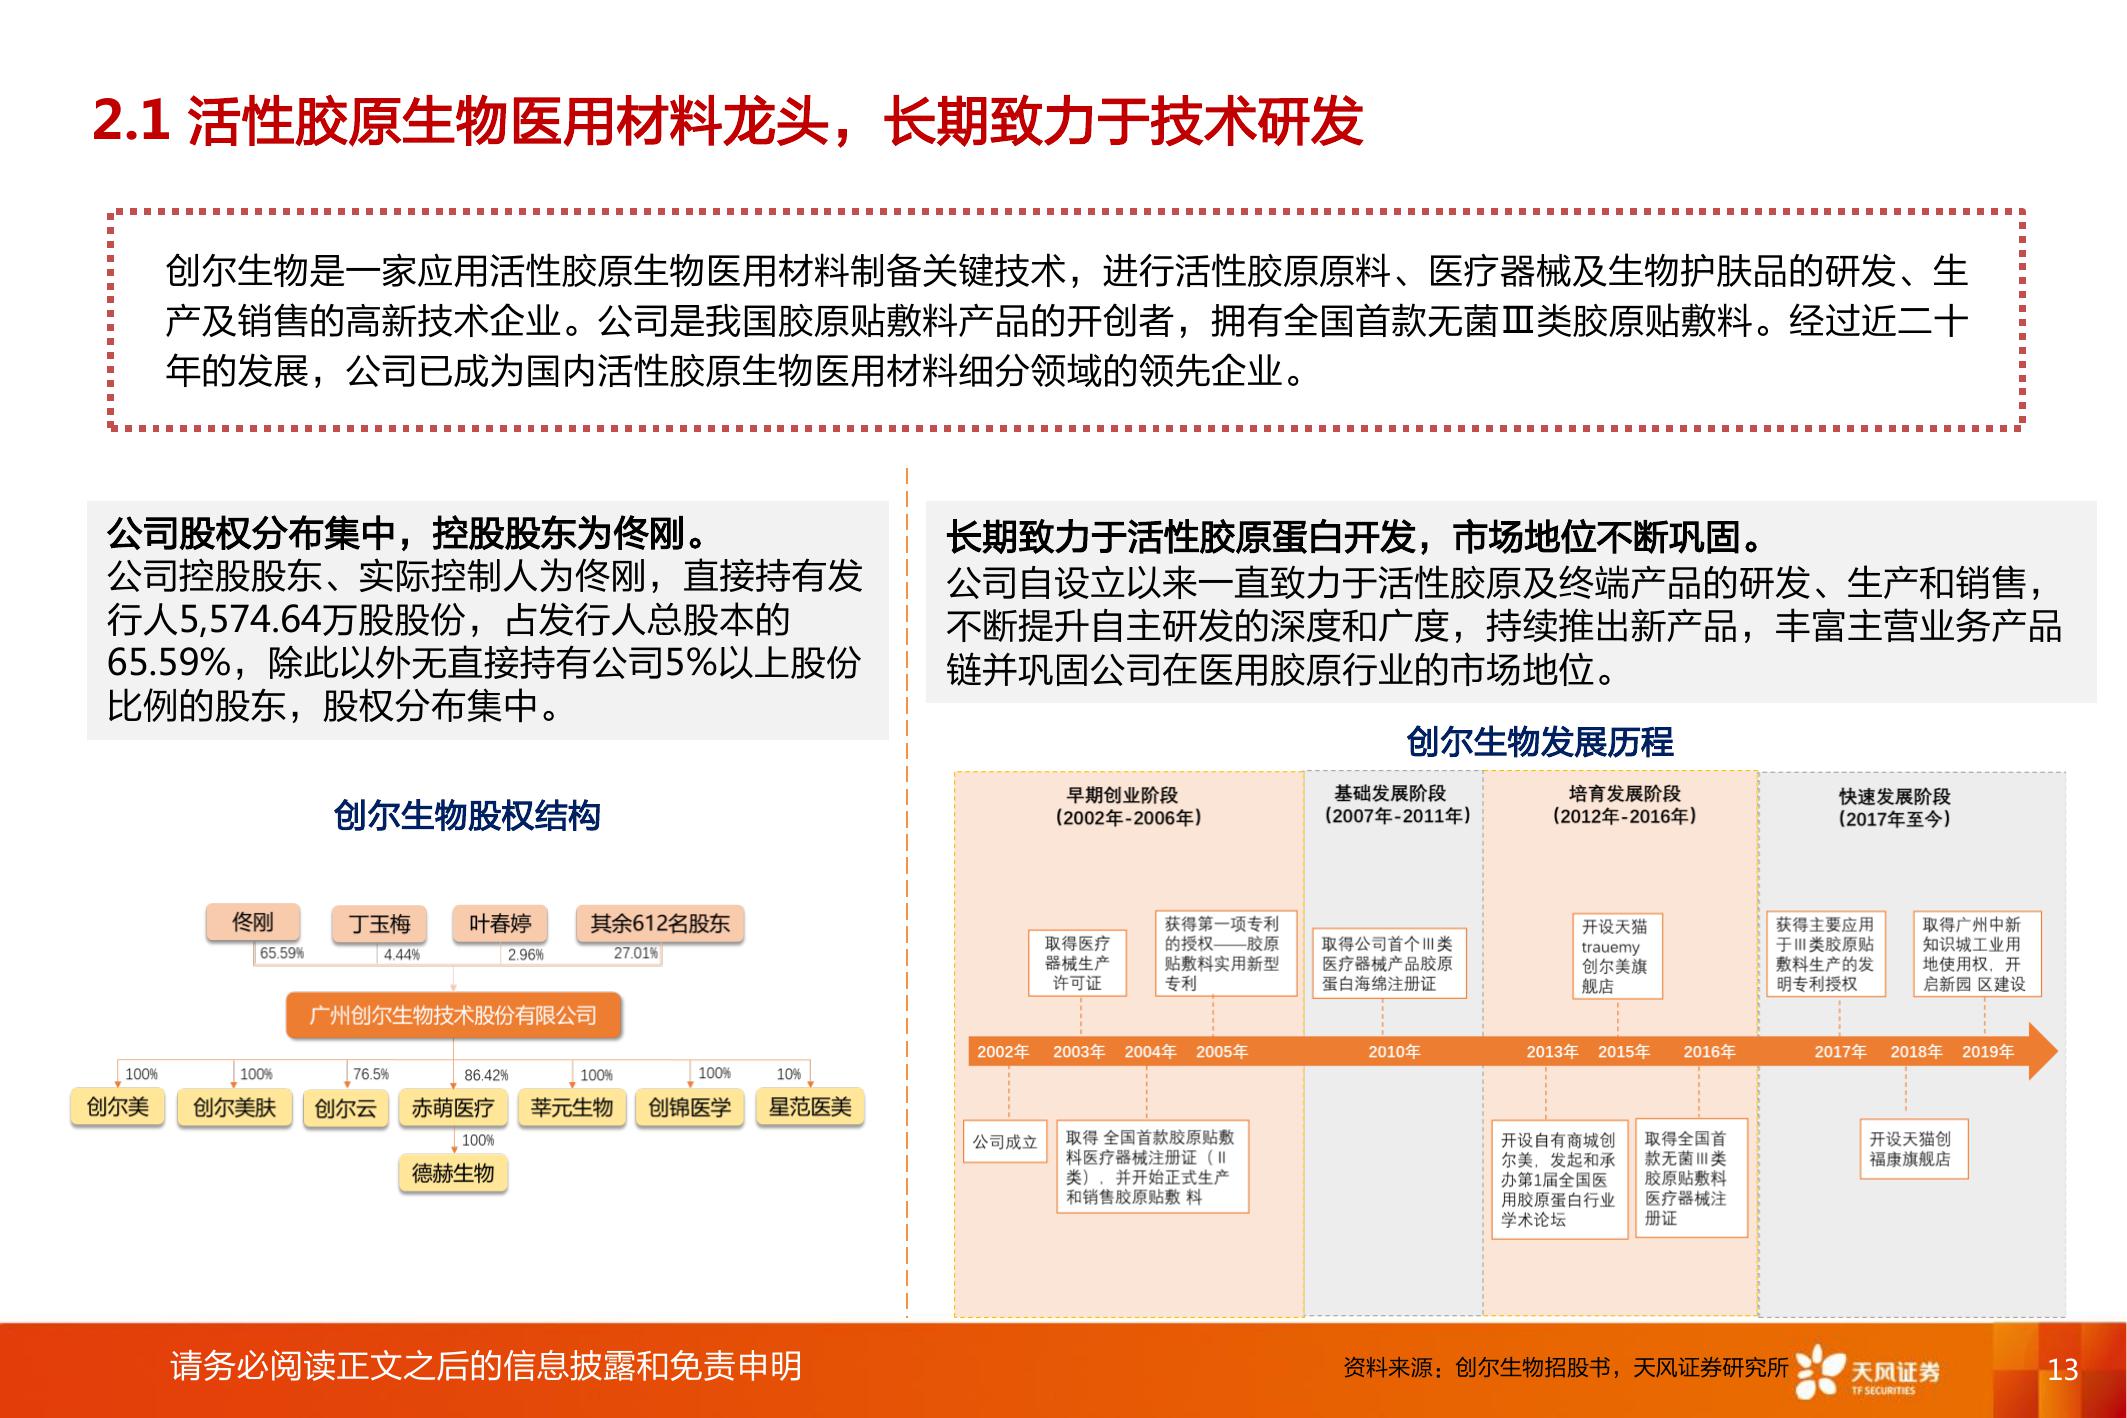 2.1 活性胶原生物医用材料龙头，长期致力于技术研发
创尔生物是一家应用活性胶原生物医用材料制备关键技术，进行活性胶原原料、医疗器械及生物护肤品的研发、生
产及销售的高新技术企业。公司是我国胶原贴敷料产品的开创者，拥有全国首款无菌Ⅲ类胶原贴敷料。经过近二十
年的发展，公司已成为国内活性胶原生物医用材料细分领域的领先企业。
公司股权分布集中，控股股东为佟刚。
公司控股股东、实际控制人为佟刚，直接持有发
行人5,574.64万股股份，占发行人总股本的
65.59%，除此以外无直接持有公司5%以上股份
比例的股东，股权分布集中。
创尔生物股权结构
佟刚
丁玉梅
叶春婷
其余612名股东
65.59%
4.44%
2.96%
27.01%
广州创尔生物技术股份有限公司
100%
100%
76.5%
86.42%
100%
100%
10%
创尔美
创尔美肤
创尔云
赤萌医疗
莘元生物
创锦医学
星范医美
100%
德赫生物
长期致力于活性胶原蛋白开发，市场地位不断巩固。
公司自设立以来一直致力于活性胶原及终端产品的研发、生产和销售，
不断提升自主研发的深度和广度，持续推出新产品，丰富主营业务产品
链并巩固公司在医用胶原行业的市场地位。
创尔生物发展历程
早期创业阶段
（2002年-2006年）
基础发展阶段
（2007年-2011年）
培育发展阶段
（2012年-2016年）
快速发展阶段
（2017年至今）
取得医疗
器械生产
许可证
获得第一项专利
的授权——胶原
贴敷料实用新型
专利
取得公司首个Ⅲ类
医疗器械产品胶原
蛋白海绵注册证
开设天猫
trauemy
创尔美旗
舰店
获得主要应用
于Ⅲ类胶原贴
敷料生产的发
明专利授权
取得广州中新
知识城工业用
地使用权，开
启新园 区建设
2002年
2003年
2004年
2005年
2010年
2013年
2015年
2016年
2017年
2018年
2019年
公司成立
取得 全国首款胶原贴敷
料医疗器械注册证（Ⅱ
类），并开始正式生产
和销售胶原贴敷 料
开设自有商城创
尔美，发起和承
办第1届全国医
用胶原蛋白行业
学术论坛
取得全国首
款无菌Ⅲ类
胶原贴敷料
医疗器械注
册证
开设天猫创
福康旗舰店
请务必阅读正文之后的信息披露和免责申明
资料来源：创尔生物招股书，天风证券研究所
天风证券
TF SECURITIES
13